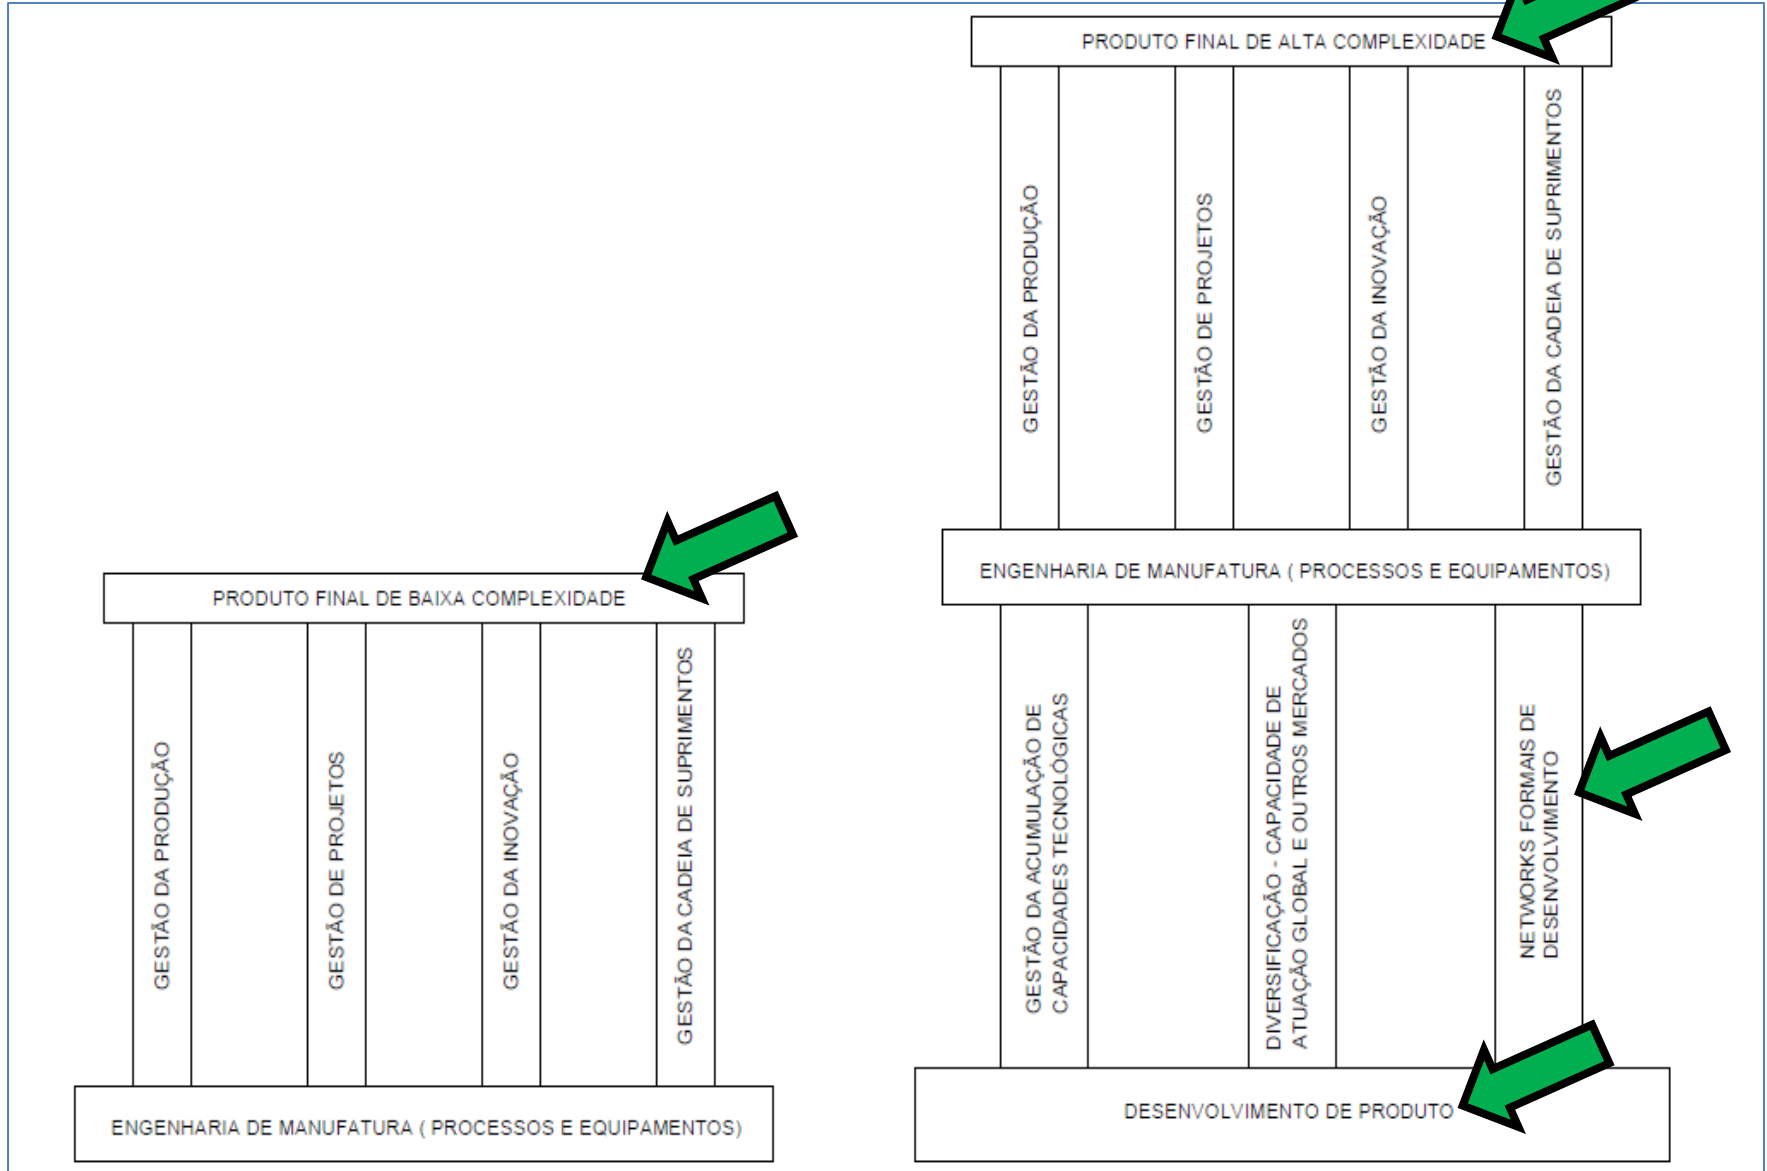 PRODUTO FINAL DE BAIXA COMPLEXIDADE
GESTÃO DA PRODUÇÃO
GESTÃO DE PROJETOS
GESTÃO DA INOVAÇÃO
GESTÃO DA CADEIA DE SUPRIMENTOS
ENGENHARIA DE MANUFATURA ( PROCESSOS E EQUIPAMENTOS)
PRODUTO FINAL DE ALTA COMPLEXIDADE
GESTÃO DA PRODUÇÃO
GESTÃO DE PROJETOS
GESTÃO DA INOVAÇÃO
GESTÃO DA CADEIA DE SUPRIMENTOS
ENGENHARIA DE MANUFATURA ( PROCESSOS E EQUIPAMENTOS)
GESTÃO DA ACUMULAÇÃO DE
CAPACIDADES TECNOLÓGICAS
DIVERSIFICAÇÃO - CAPACIDADE DE
ATUAÇÃO GLOBAL E OUTROS MERCADOS
NETWORKS FORMAIS DE
DESENVOLVIMENTO
DESENVOLVIMENTO DE PRODUTO